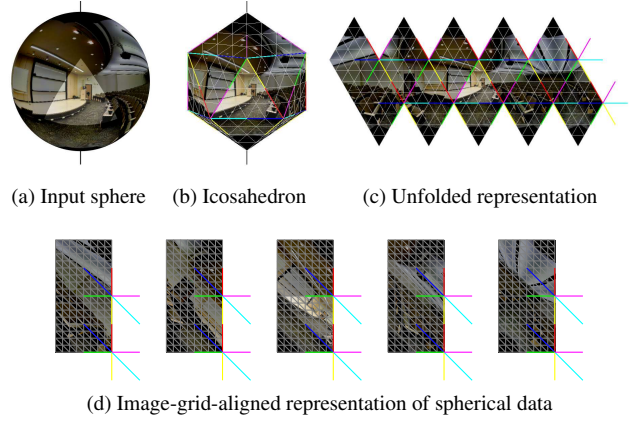 (a) Input sphere
(b) Icosahedron
(c) Unfolded representation
(d) Image-grid-aligned representation of spherical data